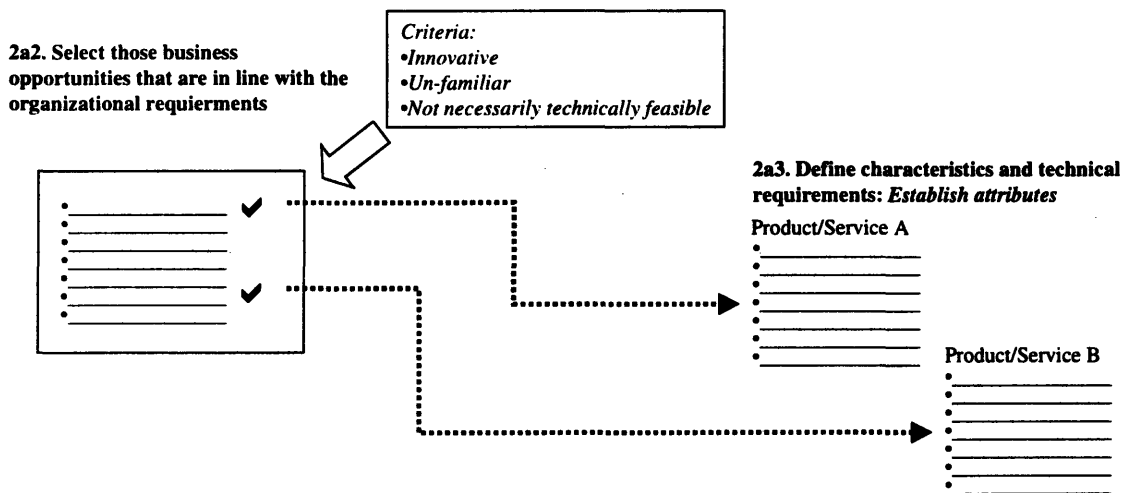 2a2. Select those business
opportunities that are in line with the
organizational requierments
Criteria:
•Innovative
•Un-familiar
•Not necessarily technically feasible
2a3. Define characteristics and technical
requirements: Establish attributes
Product/Service A
Product/Service B